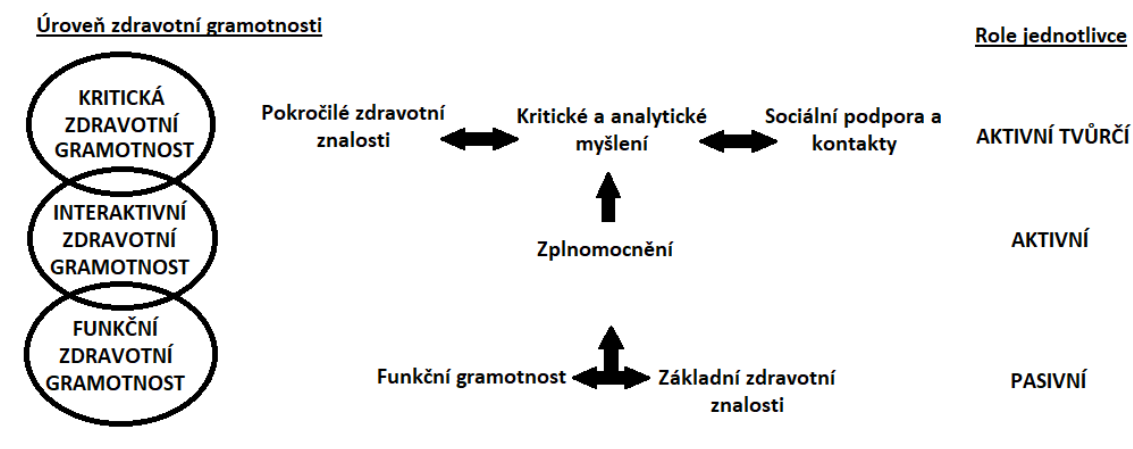 Úroveň zdravotní gramotnosti
Role jednotlivce
KRITICKÁ
ZDRAVOTNÍ
GRAMOTNOST
Pokročilé zdravotní
znalosti
Kritické a analytické
myšlení
Sociální podpora a
kontakty
AKTIVNÍ TVŮRČÍ
INTERAKTIVNÍ
ZDRAVOTNÍ
GRAMOTNOST
Zplnomocnění
AKTIVNÍ
FUNKČNÍ
ZDRAVOTNÍ
GRAMOTNOST
Funkční gramotnost
Základní zdravotní
znalosti
PASIVNÍ